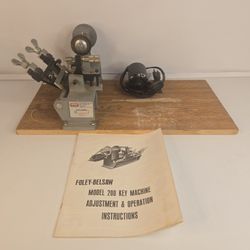 FOLEY-BELSAW
MODEL 200 KEY MACHINE
ADJUSTMENT & OPERATION
INSTRUCTIONS